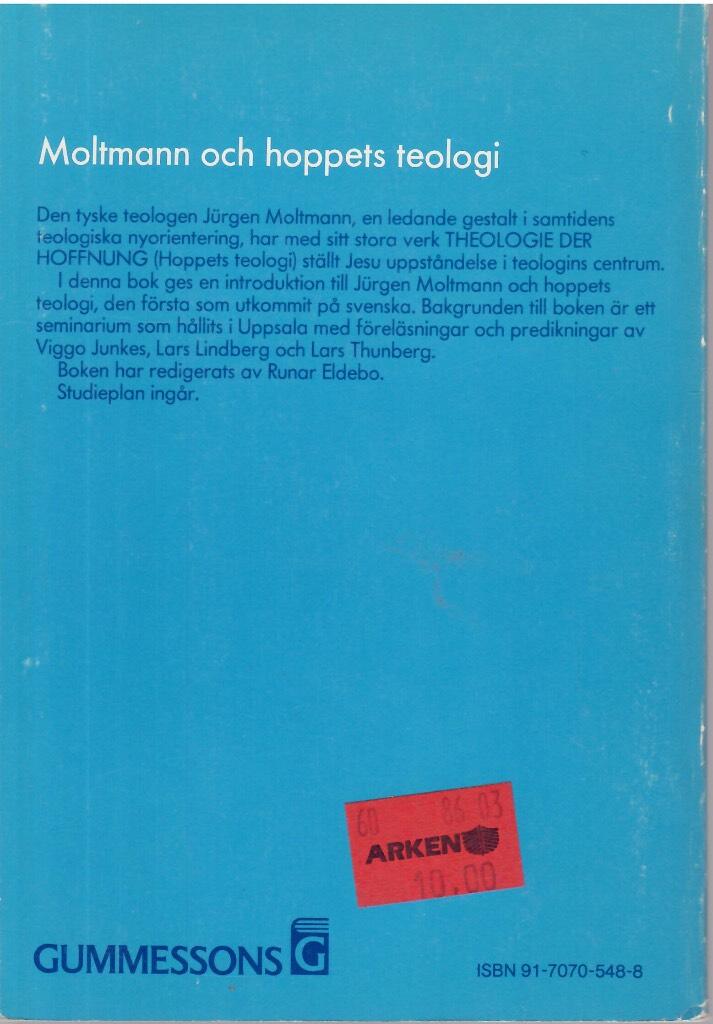 Moltmann och hoppets teologi
Den tyske teologen Jürgen Moltmann, en ledande gestalt i samtidens
teologiska nyorientering, har med sitt stora verk THEOLOGIE DER
HOFFNUNG (Hoppets teologi) ställt Jesu uppståndelse i teologins centrum.
I denna bok ges en introduktion till Jürgen Moltmann och hoppets
teologi, den första som utkommit på svenska. Bakgrunden till boken är ett
seminarium som hållits i Uppsala med föreläsningar och predikningar av
Viggo Junkes, Lars Lindberg och Lars Thunberg.
Boken har redigerats av Runar Eldebo.
Studieplan ingår.
60 86 03
ARKEN
10.00
GUMMESSONS G
ISBN 91-7070-548-8